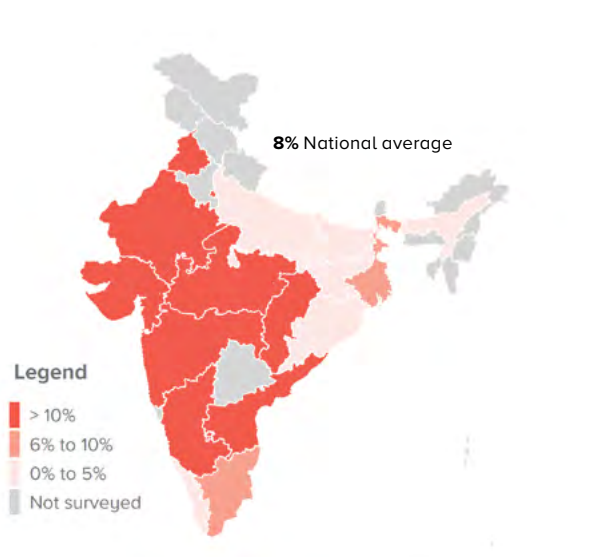 8% National average
Legend
> 10%
6% to 10%
0% to 5%
Not surveyed